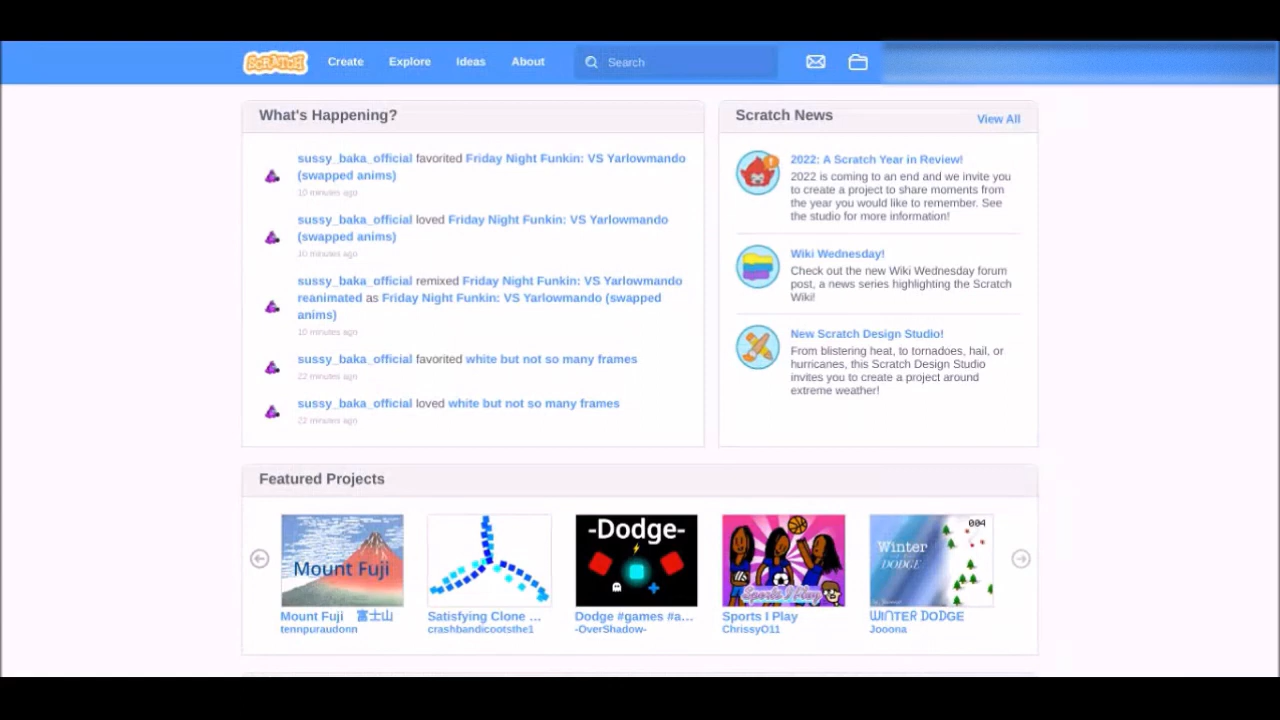 SCRATCH Create Explore Ideas About Search
What's Happening?
sussy_baka_official favorited Friday Night Funkin: VS Yarlowmando
(swapped anims)
10 minutes ago
sussy_baka_official loved Friday Night Funkin: VS Yarlowmando
(swapped anims)
10 minutes ago
sussy_baka_official remixed Friday Night Funkin: VS Yarlowmando
reanimated as Friday Night Funkin: VS Yarlowmando (swapped
anims)
10 minutes ago
sussy_baka_official favorited white but not so many frames
22 minutes ago
sussy_baka_official loved white but not so many frames
22 minutes ago
Scratch News View All
2022: A Scratch Year in Review!
2022 is coming to an end and we invite you
to create a project to share moments from
the year you would like to remember. See
the studio for more information!
Wiki Wednesday!
Check out the new Wiki Wednesday forum
post, a news series highlighting the Scratch
Wiki!
New Scratch Design Studio!
From blistering heat, to tornadoes, hail, or
hurricanes, this Scratch Design Studio
invites you to create a project around
extreme weather!
Featured Projects
Mount Fuji
Mount Fuji 富士山
tennpuraudonn
Satisfying Clone ...
crashbandicootsthe1
-Dodge-
Dodge #games #a...
-OverShadow-
Sports I Play
Sports I Play
ChrissyO11
004
Winter
DODGE
WINTER DODGE
Jooona